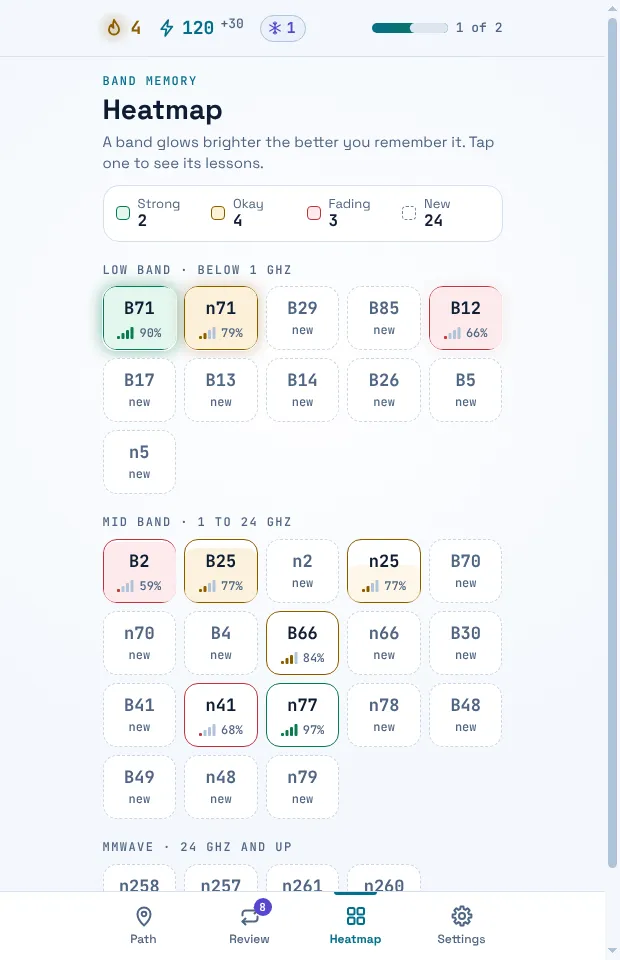 4 120 +30 1 1 of 2
BAND MEMORY
Heatmap
A band glows brighter the better you remember it. Tap
one to see its lessons.
Strong Okay Fading New
2 4 3 24
LOW BAND · BELOW 1 GHZ
B71 n71 B29 B85 B12
90% 79% new new 66%
B17 B13 B14 B26 B5
new new new new new
n5
new
MID BAND · 1 TO 24 GHZ
B2 B25 n2 n25 B70
59% 77% new 77% new
n70 B4 B66 n66 B30
new new 84% new new
B41 n41 n77 n78 B48
new 68% 97% new new
B49 n48 n79
new new new
MMWAVE · 24 GHZ AND UP
n258 n257 n261 n260
8
Path Review Heatmap Settings